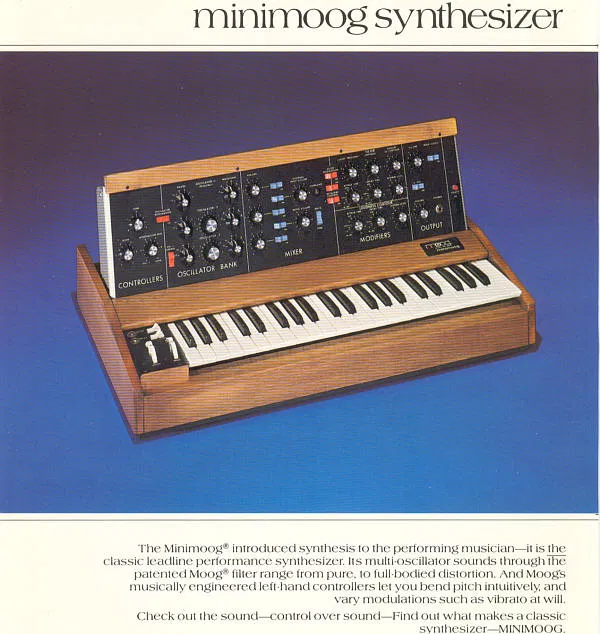 minimoog synthesizer
CONTROLLERS
OSCILLATOR BANK
MIXER
MODIFIERS
OUTPUT
moog
The Minimoog® introduced synthesis to the performing musician—it is the
classic leadline performance synthesizer. Its multi-oscillator sounds through the
patented Moog® filter range from pure, to full-bodied distortion. And Moog's
musically engineered left-hand controllers let you bend pitch intuitively, and
vary modulations such as vibrato at will.
Check out the sound—control over sound—Find out what makes a classic
synthesizer—MINIMOOG.